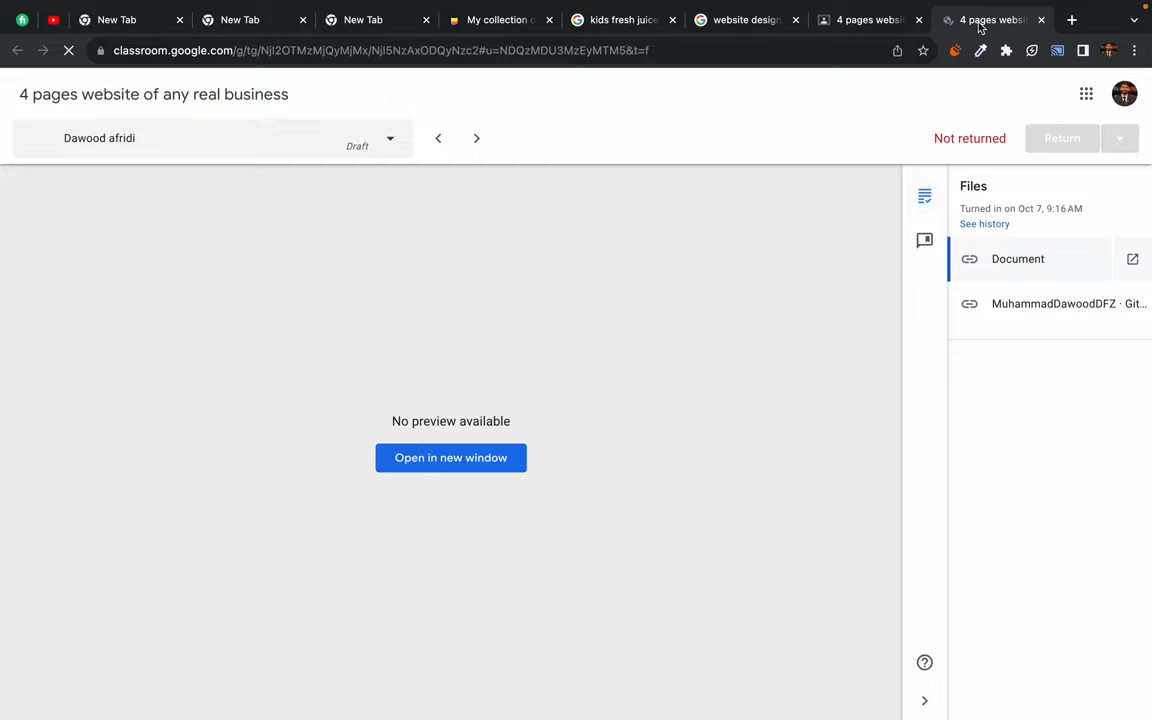 New Tab
New Tab
New Tab
My collection o
kids fresh juice
website design
4 pages websi
4 pages websi
classroom.google.com/g/tg/NjI2OTMzMjQyMjMx/NjI5NzAxODQyNzc2#u=NDQzMDU3MzEyMTM5&t=f
4 pages website of any real business
Dawood afridi
Draft
Not returned
Return
Files
Turned in on Oct 7, 9:16 AM
See history
Document
MuhammadDawoodDFZ · Git...
No preview available
Open in new window